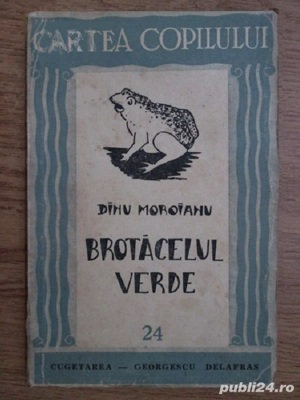 CARTEA COPILULUI
DINU MOROIANU
BROTĂCELUL
VERDE
24
CUGETAREA — GEORGESCU DELAFRAS
publi24.ro